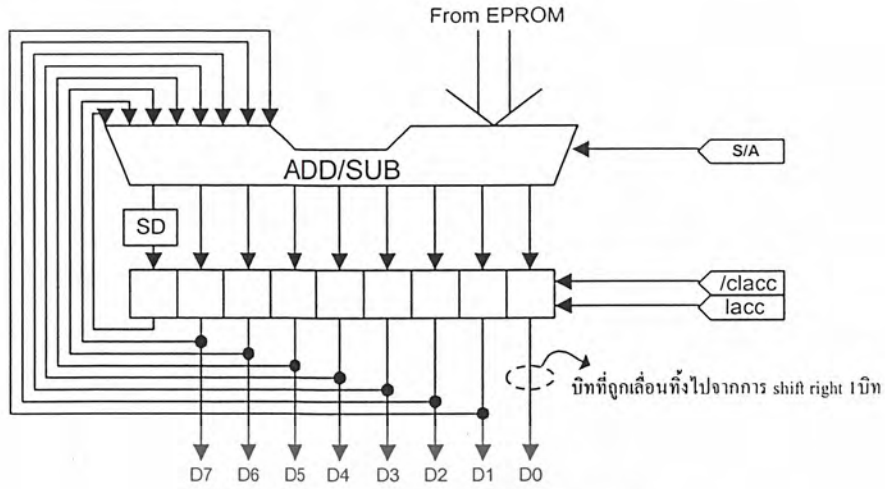 From EPROM
ADD/SUB
S/A
SD
/clacc
lacc
บิทที่ถูกเลื่อนทิ้งไปจากการ shift right 1บิท
D7 D6 D5 D4 D3 D2 D1 D0